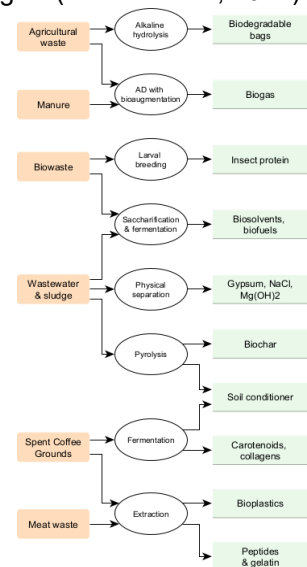 Agricultural
waste
Alkaline
hydrolysis
Biodegradable
bags
Manure
AD with
bioaugmentation
Biogas
Biowaste
Larval
breeding
Insect protein
Saccharification
& fermentation
Biosolvents,
biofuels
Wastewater
& sludge
Physical
separation
Gypsum, NaCl,
Mg(OH)2
Pyrolysis
Biochar
Soil conditioner
Spent Coffee
Grounds
Fermentation
Carotenoids,
collagens
Extraction
Bioplastics
Meat waste
Peptides
& gelatin